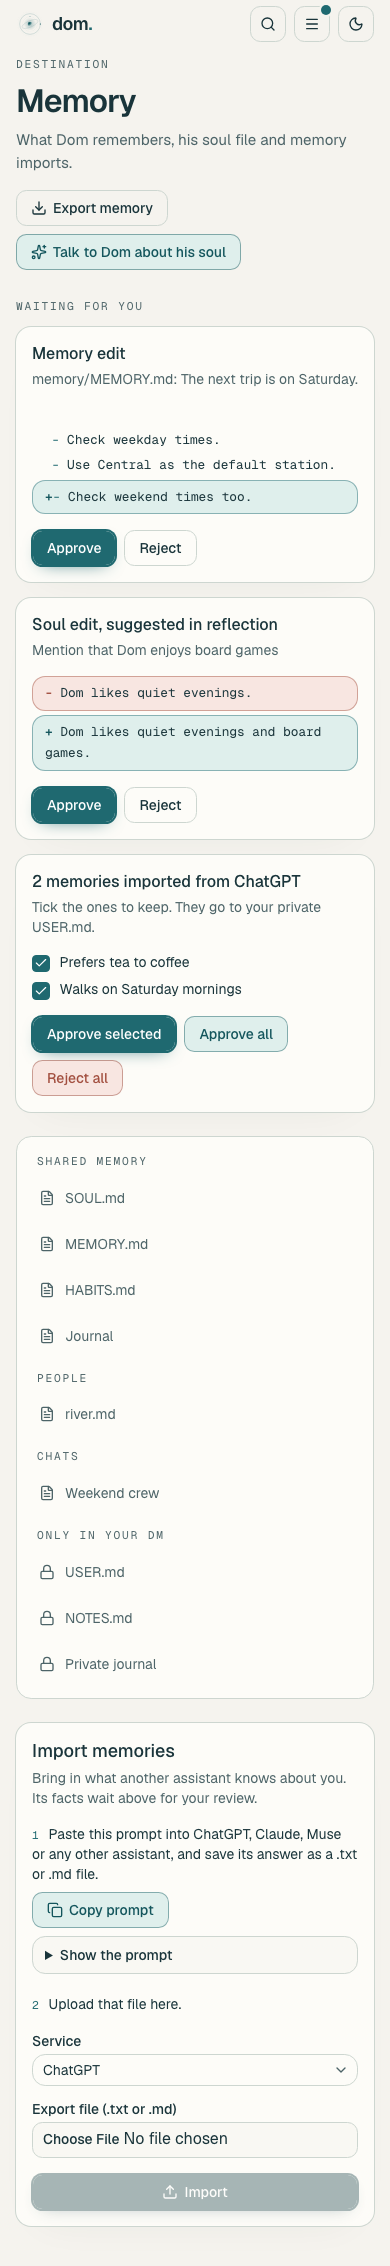 dom.
DESTINATION
Memory
What Dom remembers, his soul file and memory
imports.
Export memory
Talk to Dom about his soul
WAITING FOR YOU
Memory edit
memory/MEMORY.md: The next trip is on Saturday.
- Check weekday times.
- Use Central as the default station.
+- Check weekend times too.
Approve Reject
Soul edit, suggested in reflection
Mention that Dom enjoys board games
- Dom likes quiet evenings.
+ Dom likes quiet evenings and board
games.
Approve Reject
2 memories imported from ChatGPT
Tick the ones to keep. They go to your private
USER.md.
Prefers tea to coffee
Walks on Saturday mornings
Approve selected Approve all
Reject all
SHARED MEMORY
SOUL.md
MEMORY.md
HABITS.md
Journal
PEOPLE
river.md
CHATS
Weekend crew
ONLY IN YOUR DM
USER.md
NOTES.md
Private journal
Import memories
Bring in what another assistant knows about you.
Its facts wait above for your review.
1 Paste this prompt into ChatGPT, Claude, Muse
or any other assistant, and save its answer as a .txt
or .md file.
Copy prompt
Show the prompt
2 Upload that file here.
Service
ChatGPT
Export file (.txt or .md)
Choose File No file chosen
Import